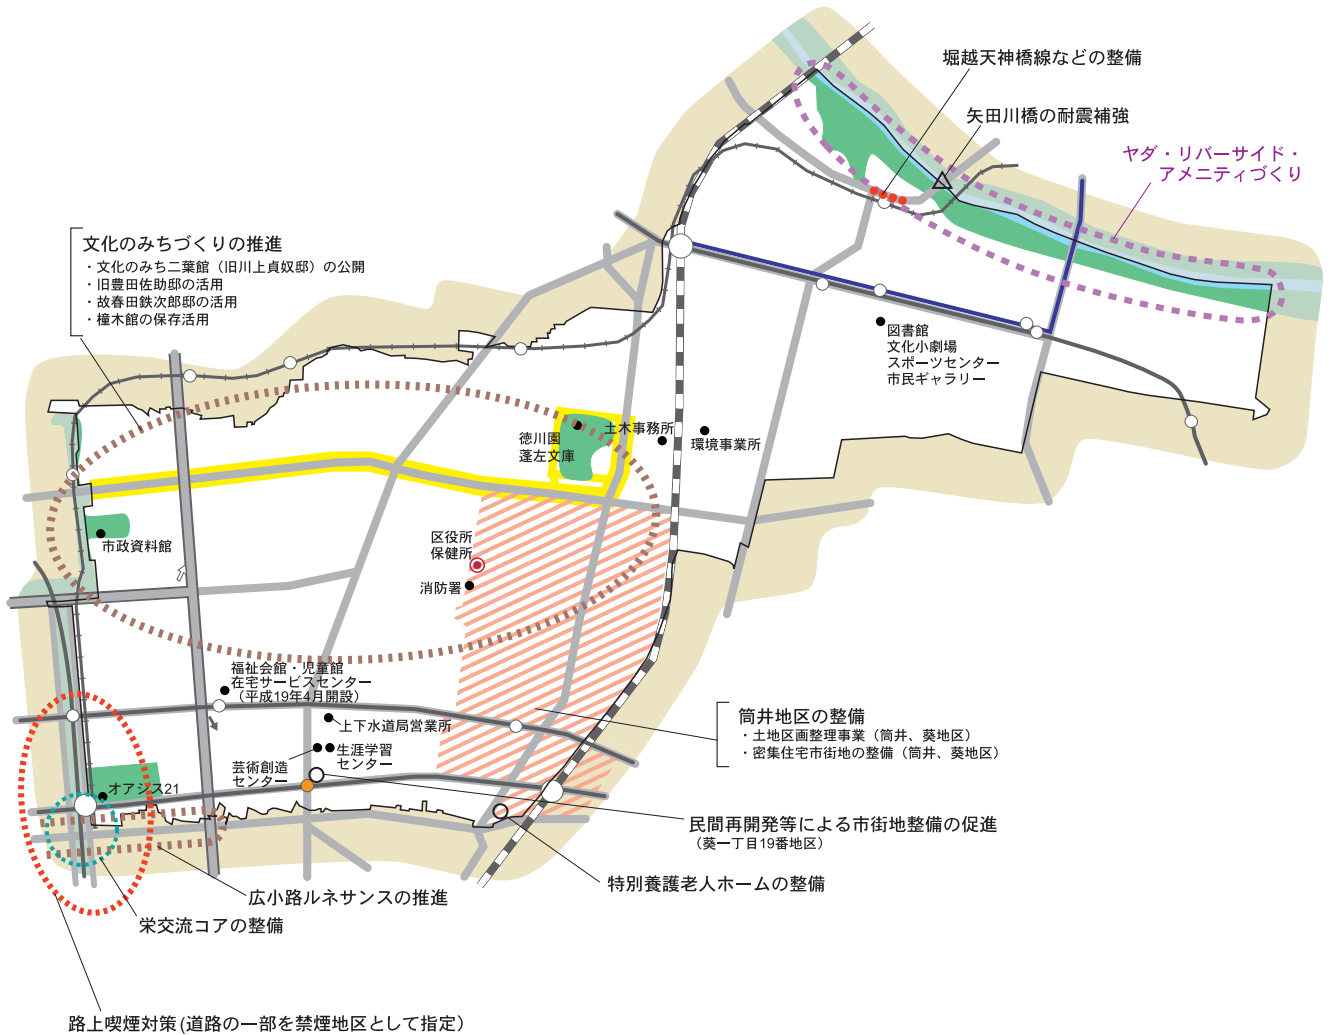 堀越天神橋線などの整備
矢田川橋の耐震補強
ヤダ・リバーサイド・
アメニティづくり
文化のみちづくりの推進
・文化のみち二葉館（旧川上貞奴邸）の公開
・旧豊田佐助邸の活用
・故春田鉄次郎邸の活用
・橦木館の保存活用
図書館
文化小劇場
スポーツセンター
市民ギャラリー
徳川園
蓬左文庫
土木事務所
環境事業所
市政資料館
区役所
保健所
消防署
福祉会館・児童館
在宅サービスセンター
（平成19年4月開設）
上下水道局営業所
生涯学習
センター
芸術創造
センター
オアシス21
筒井地区の整備
・土地区画整理事業（筒井、葵地区）
・密集住宅市街地の整備（筒井、葵地区）
民間再開発等による市街地整備の促進
（葵一丁目19番地区）
特別養護老人ホームの整備
広小路ルネサンスの推進
栄交流コアの整備
路上喫煙対策(道路の一部を禁煙地区として指定)